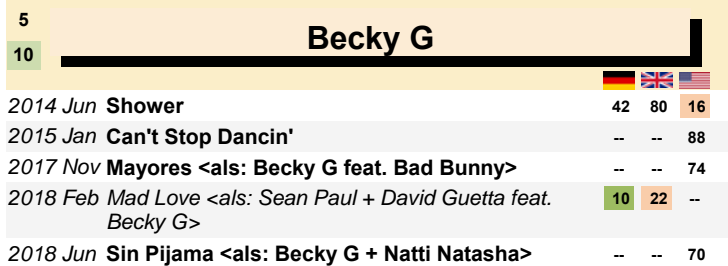 5
10
Becky G
2014 Jun Shower 42 80 16
2015 Jan Can't Stop Dancin' -- -- 88
2017 Nov Mayores <als: Becky G feat. Bad Bunny> -- -- 74
2018 Feb Mad Love <als: Sean Paul + David Guetta feat. 10 22 --
Becky G>
2018 Jun Sin Pijama <als: Becky G + Natti Natasha> -- -- 70